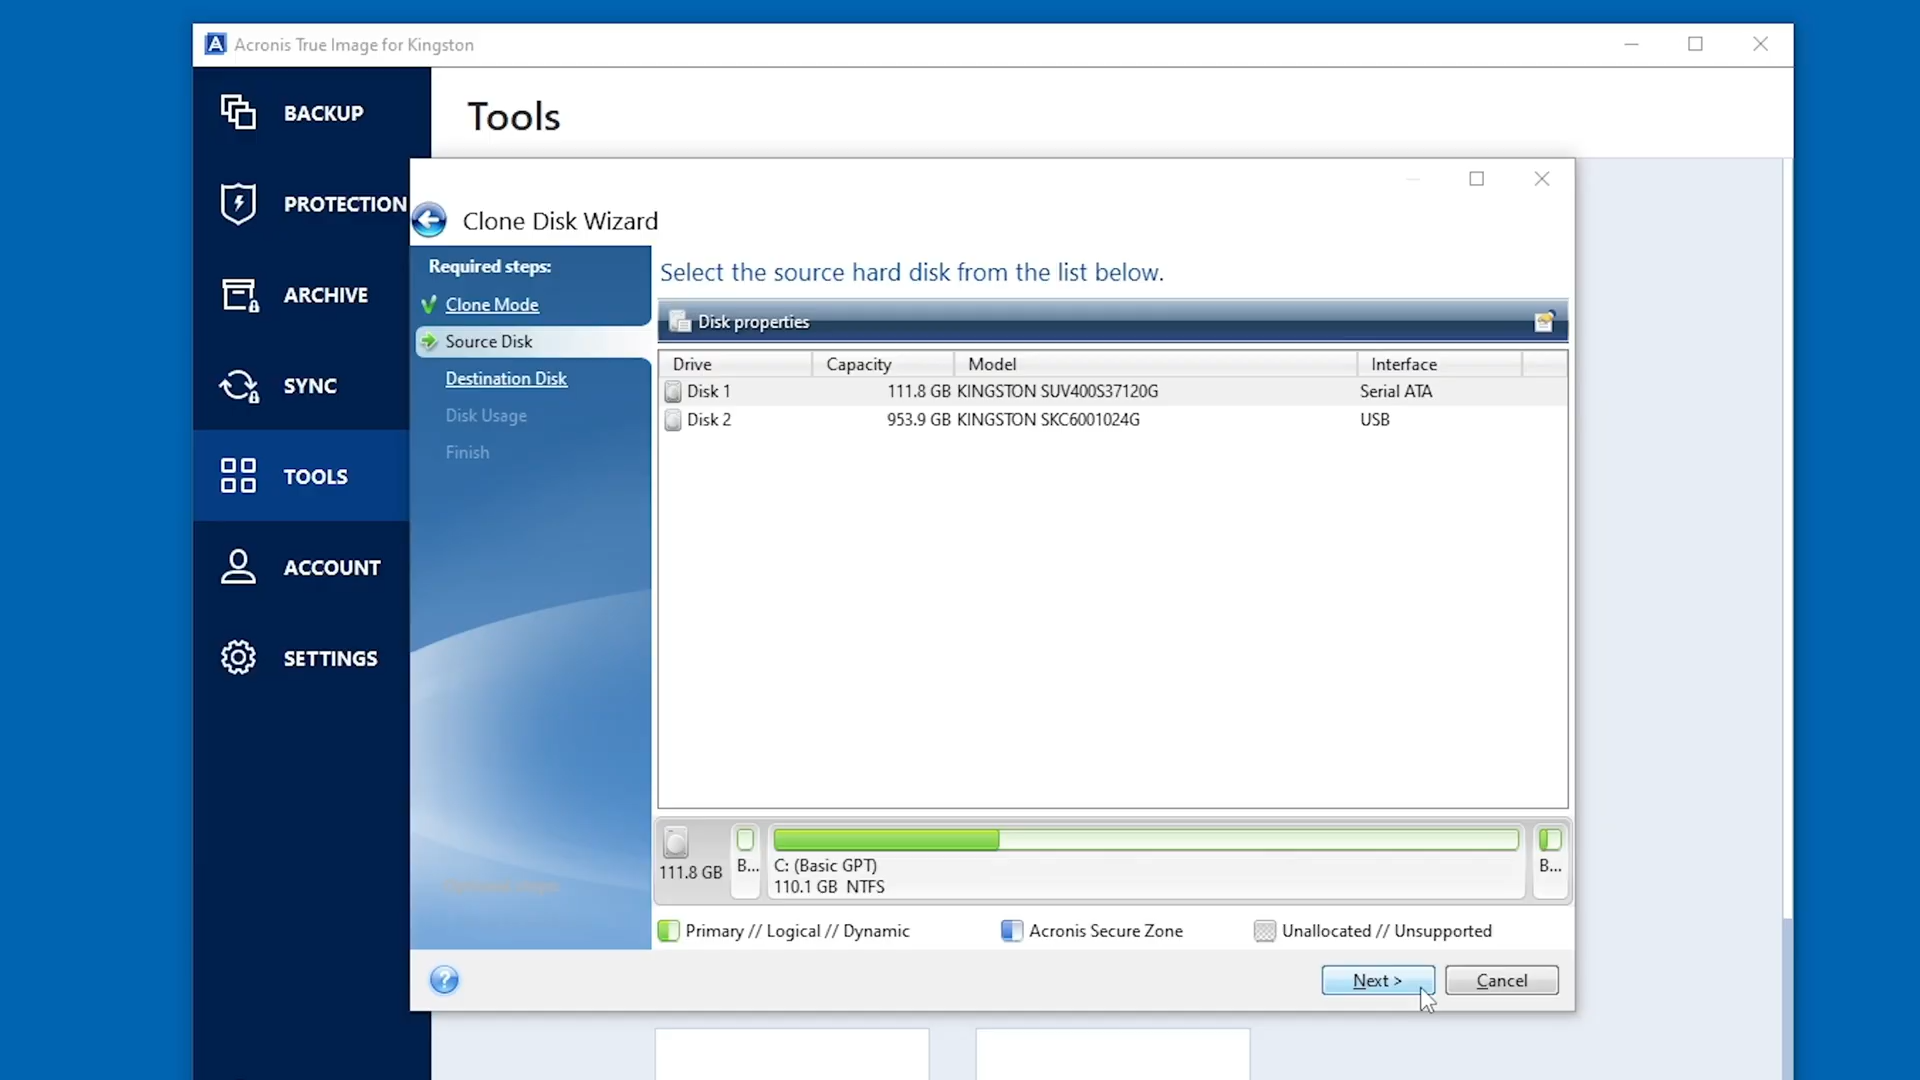 Acronis True Image for Kingston
BACKUP
PROTECTION
ARCHIVE
SYNC
TOOLS
ACCOUNT
SETTINGS
Tools
Clone Disk Wizard
Required steps:
Clone Mode
Source Disk
Destination Disk
Disk Usage
Finish
Select the source hard disk from the list below.
Disk properties
Drive Capacity Model Interface
Disk 1 111.8 GB KINGSTON SUV400S37120G Serial ATA
Disk 2 953.9 GB KINGSTON SKC6001024G USB
111.8 GB
B...
C: (Basic GPT)
110.1 GB NTFS
B...
Primary // Logical // Dynamic Acronis Secure Zone Unallocated // Unsupported
Next > Cancel